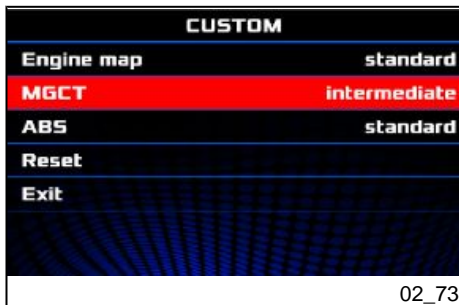 CUSTOM
Engine map standard
MGCT intermediate
ABS standard
Reset
Exit
02_73